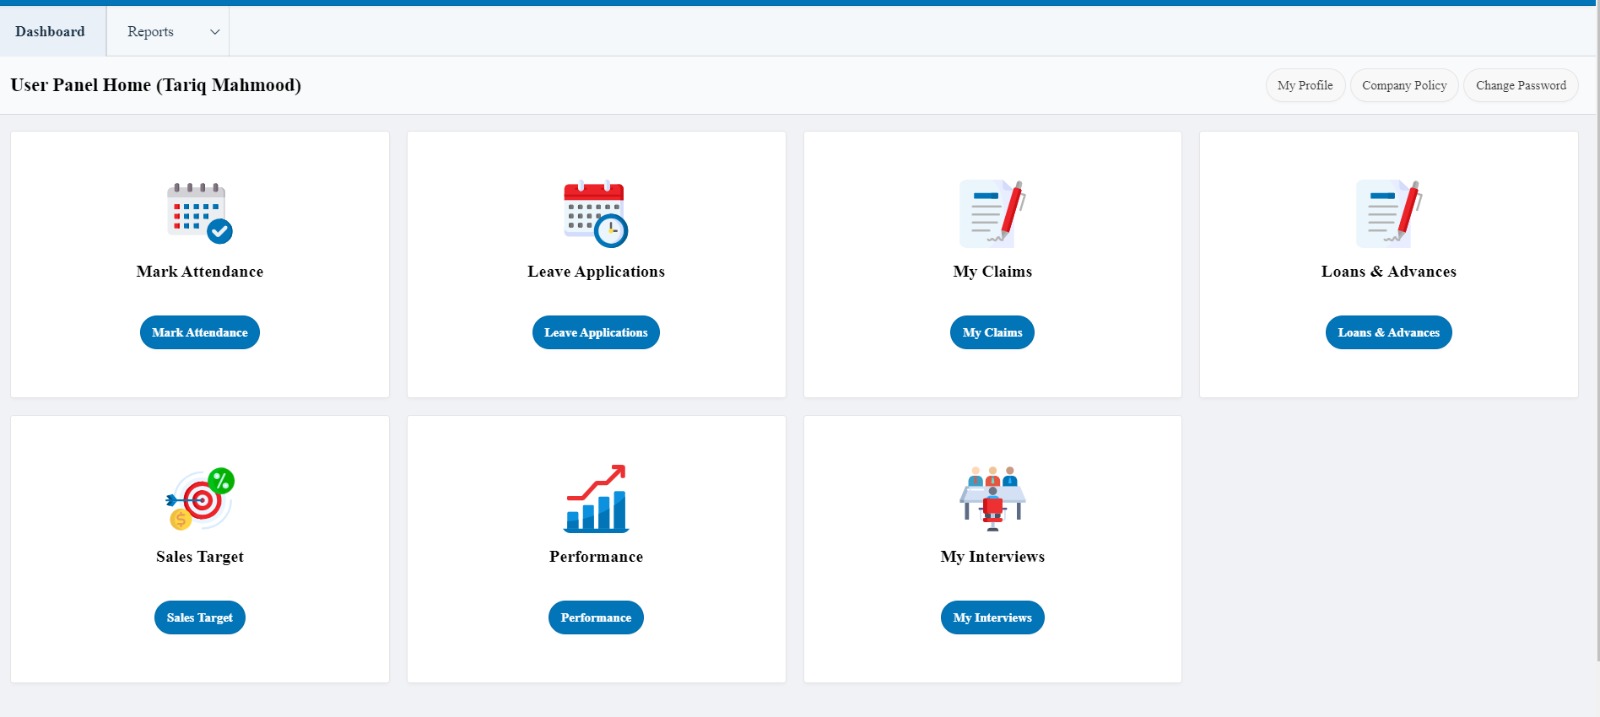 Dashboard
Reports
User Panel Home (Tariq Mahmood)
My Profile
Company Policy
Change Password
Mark Attendance
Mark Attendance
Leave Applications
Leave Applications
My Claims
My Claims
Loans & Advances
Loans & Advances
%
$
Sales Target
Sales Target
Performance
Performance
My Interviews
My Interviews